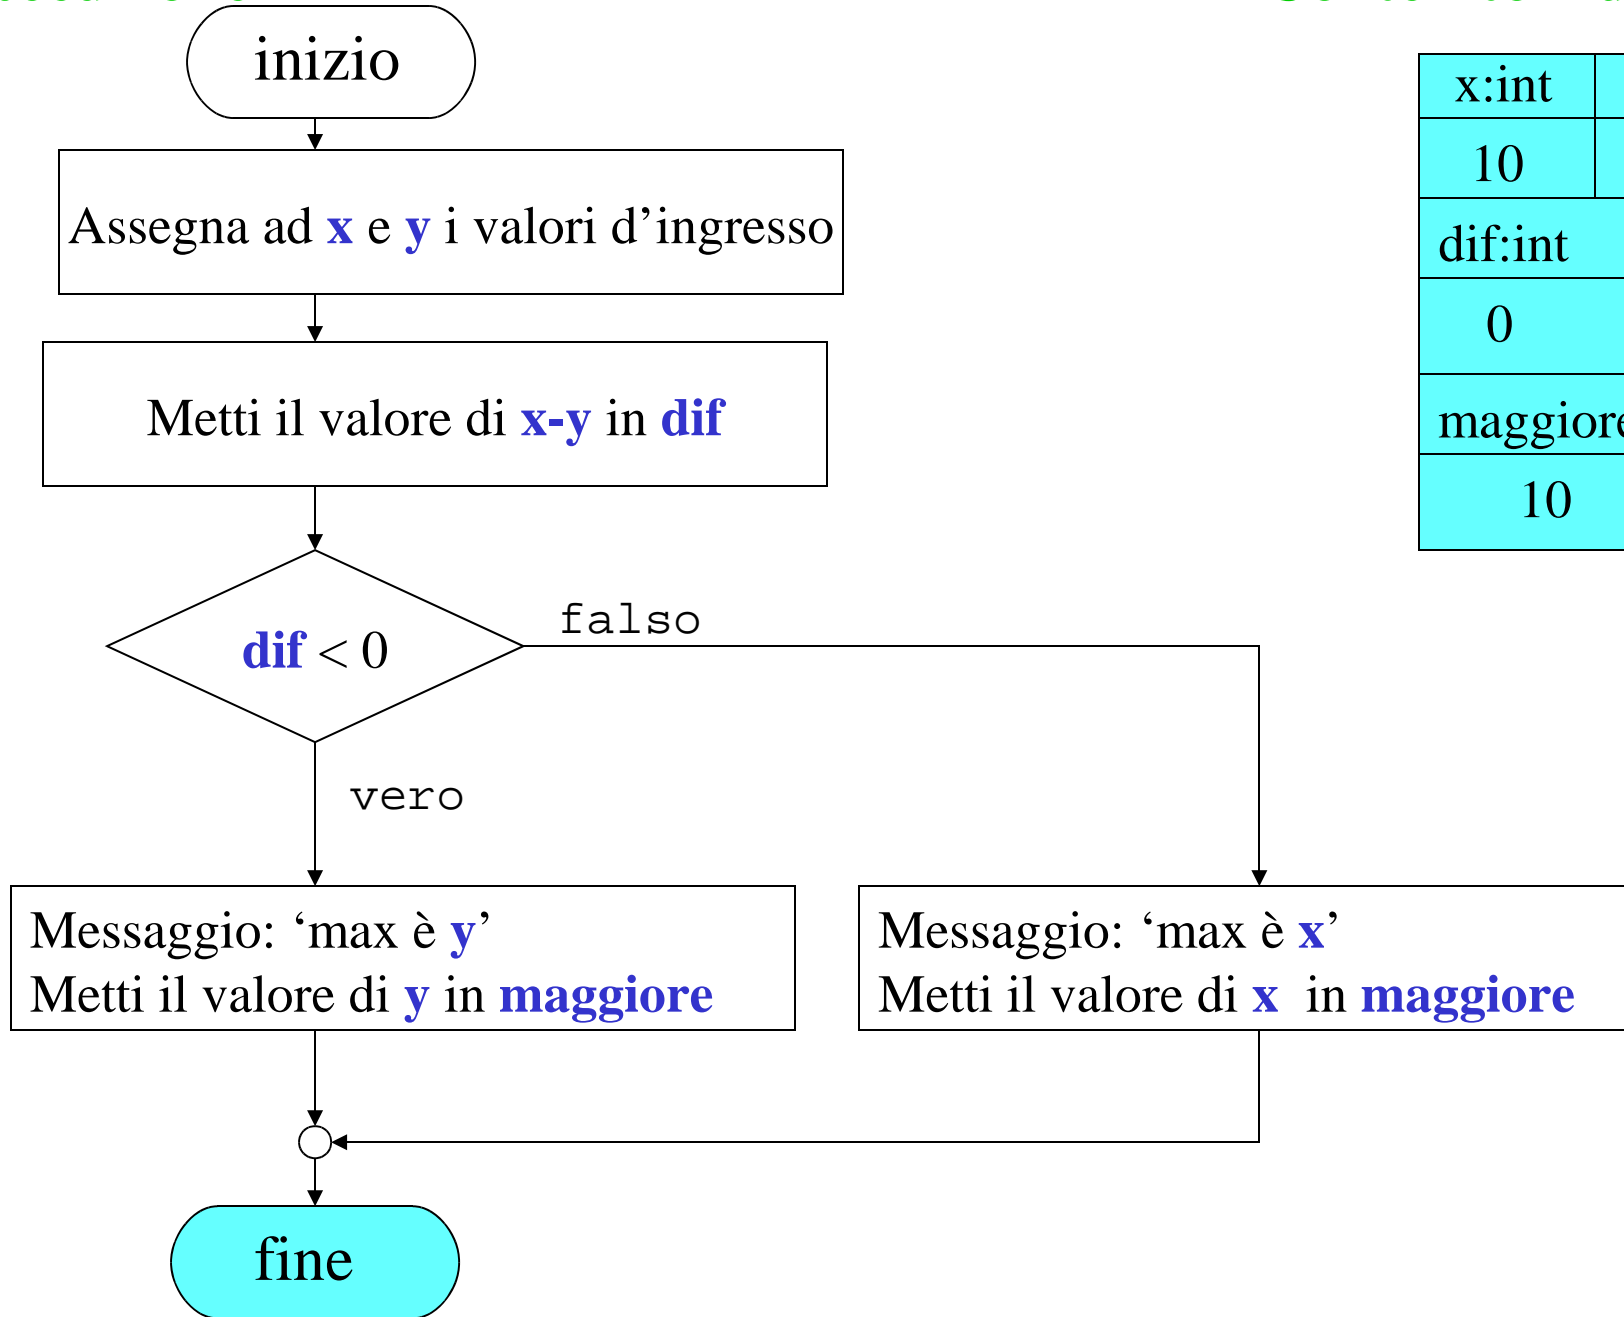 inizio
Assegna ad x e y i valori d’ingresso
Metti il valore di x-y in dif
dif < 0
falso
vero
Messaggio: ‘max è y’
Metti il valore di y in maggiore
Messaggio: ‘max è x’
Metti il valore di x in maggiore
fine
x:int
10
dif:int
0
maggiore
10